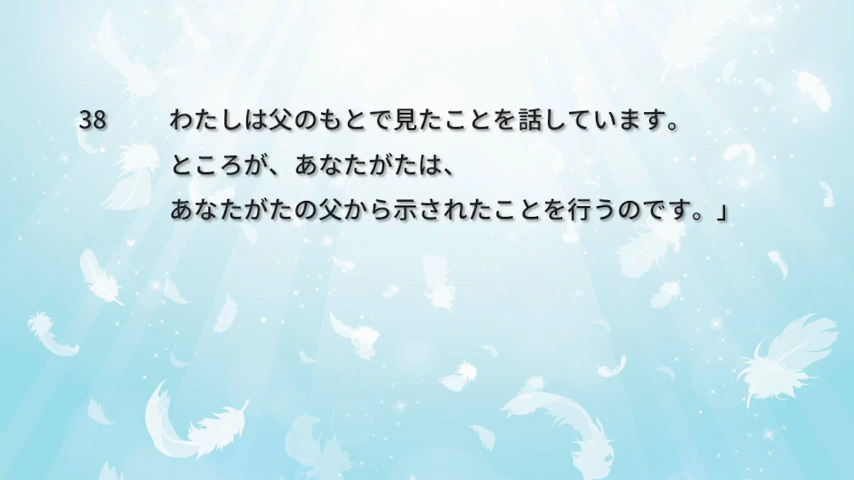 38 わたしは父のもとで見たことを話しています。
ところが、あなたがたは、
あなたがたの父から示されたことを行うのです。」